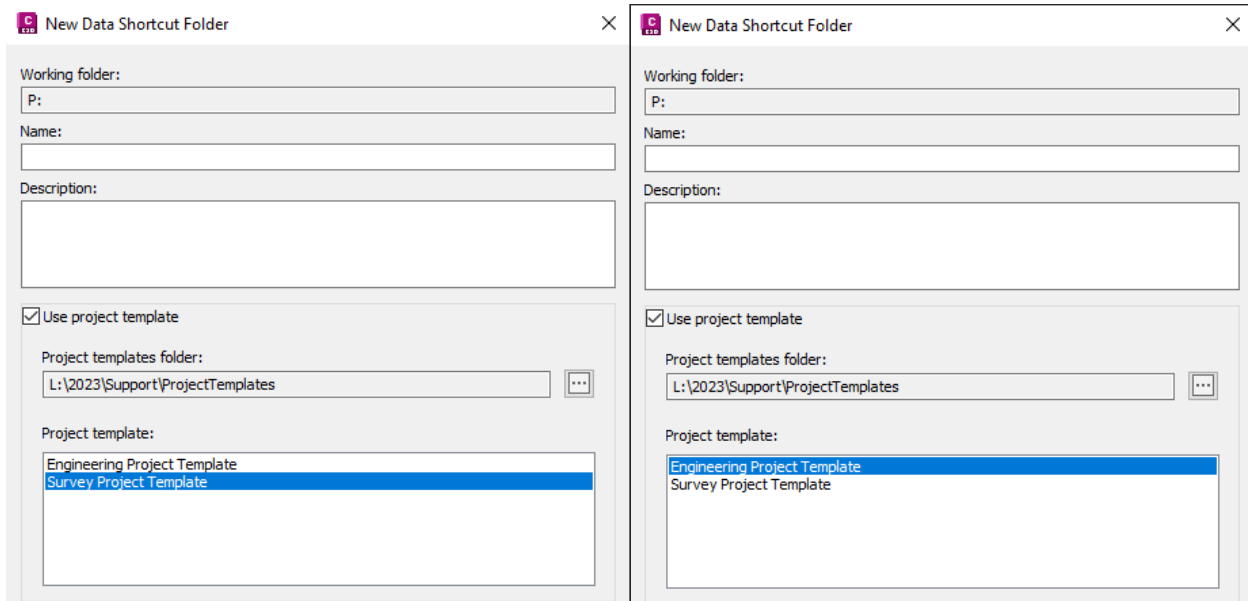 New Data Shortcut Folder
Working folder:
P:
Name:
Description:
Use project template
Project templates folder:
L:\2023\Support\ProjectTemplates
...
Project template:
Engineering Project Template
Survey Project Template
New Data Shortcut Folder
Working folder:
P:
Name:
Description:
Use project template
Project templates folder:
L:\2023\Support\ProjectTemplates
...
Project template:
Engineering Project Template
Survey Project Template